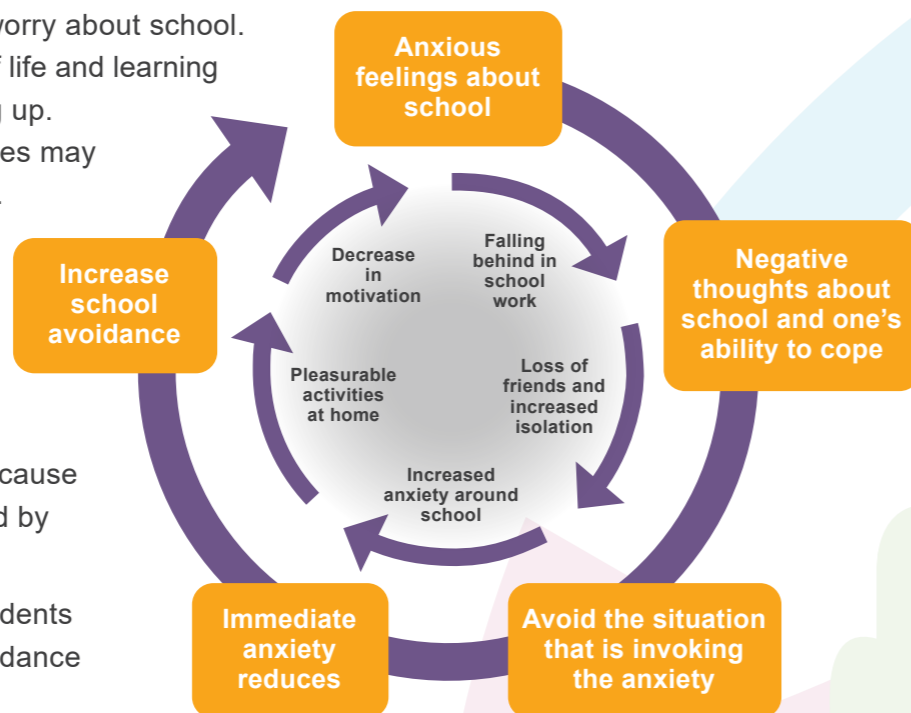 worry about school.
f life and learning
g up.
es may
cause
d by
dents
dance
Anxious
feelings about
school
Negative
thoughts about
school and one's
ability to cope
Avoid the situation
that is invoking
the anxiety
Immediate
anxiety
reduces
Increase
school
avoidance
Falling
behind in
school
work
Loss of
friends and
increased
isolation
Increased
anxiety around
school
Pleasurable
activities
at home
Decrease
in
motivation